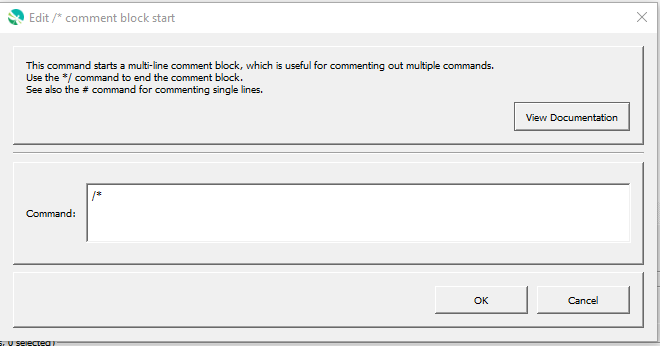 Edit /* comment block start
This command starts a multi-line comment block, which is useful for commenting out multiple commands.
Use the */ command to end the comment block.
See also the # command for commenting single lines.
View Documentation
Command:
/*
OK
Cancel
s, 0 selected)